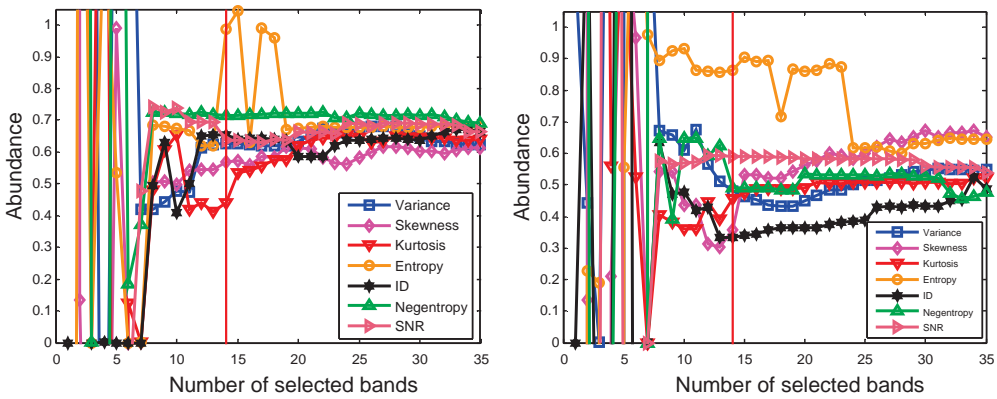 1
0.9
0.8
0.7
0.6
0.5
0.4
0.3
0.2
0.1
0
Abundance
0 5 10 15 20 25 30 35
Number of selected bands
Variance
Skewness
Kurtosis
Entropy
ID
Negentropy
SNR
1
0.9
0.8
0.7
0.6
0.5
0.4
0.3
0.2
0.1
0
Abundance
0 5 10 15 20 25 30 35
Number of selected bands
Variance
Skewness
Kurtosis
Entropy
ID
Negentropy
SNR